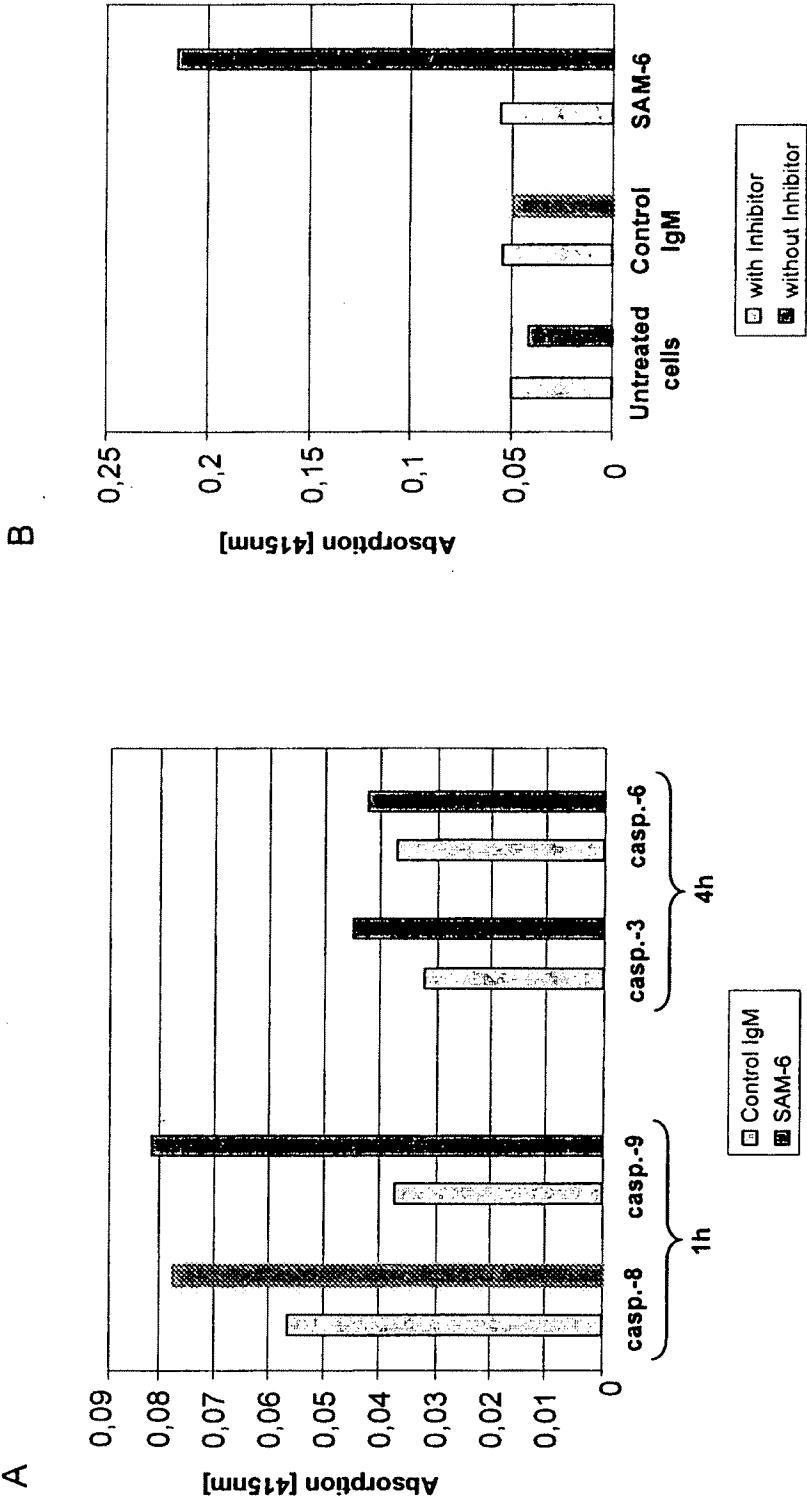 A
Absorption [415nm]
0,09
0,08
0,07
0,06
0,05
0,04
0,03
0,02
0,01
0
casp.-8
casp.-9
casp.-3
casp.-6
1h
4h
Control IgM
SAM-6
B
Absorption [415nm]
0,25
0,2
0,15
0,1
0,05
0
Untreated
cells
Control
IgM
SAM-6
with Inhibitor
without Inhibitor